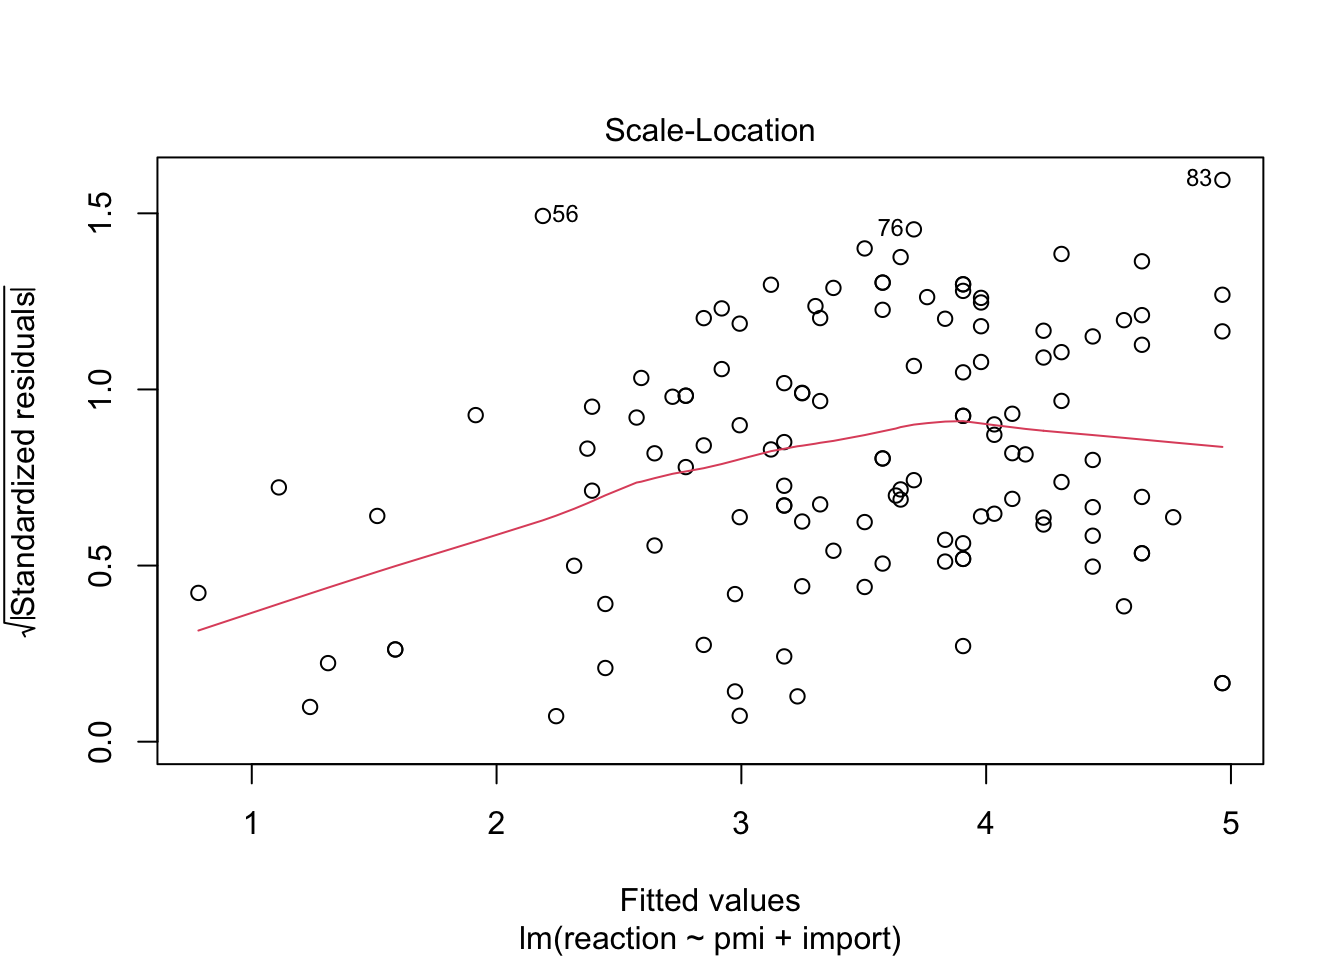 Scale-Location
√|Standardized residuals|
1.5
1.0
0.5
0.0
56
76
83
1 2 3 4 5
Fitted values
lm(reaction ~ pmi + import)